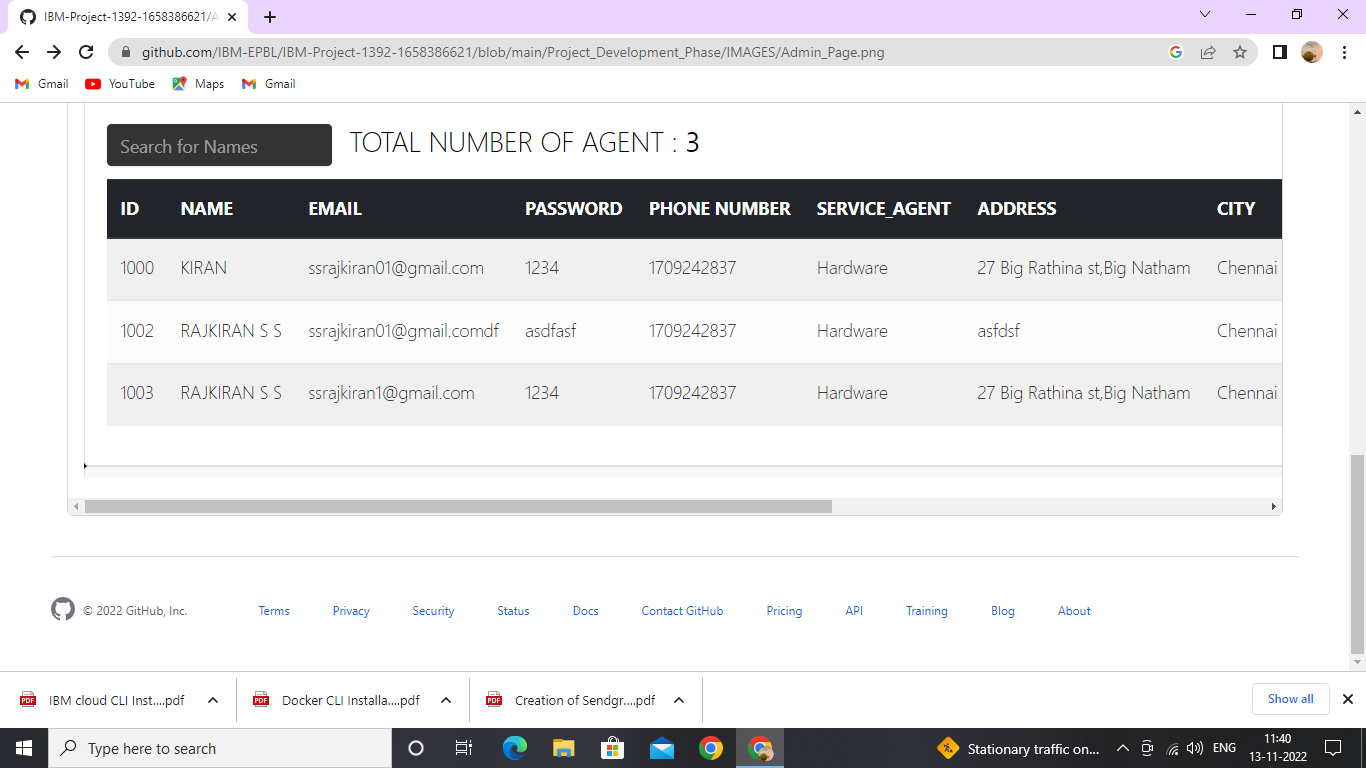 IBM-Project-1392-1658386621/A
github.com/IBM-EPBL/IBM-Project-1392-1658386621/blob/main/Project_Development_Phase/IMAGES/Admin_Page.png
Gmail YouTube Maps Gmail
Search for Names TOTAL NUMBER OF AGENT : 3
ID NAME EMAIL PASSWORD PHONE NUMBER SERVICE_AGENT ADDRESS CITY
1000 KIRAN ssrajkiran01@gmail.com 1234 1709242837 Hardware 27 Big Rathina st,Big Natham Chennai
1002 RAJKIRAN S S ssrajkiran01@gmail.comdf asdfasf 1709242837 Hardware asfdsf Chennai
1003 RAJKIRAN S S ssrajkiran1@gmail.com 1234 1709242837 Hardware 27 Big Rathina st,Big Natham Chennai
© 2022 GitHub, Inc. Terms Privacy Security Status Docs Contact GitHub Pricing API Training Blog About
PDF IBM cloud CLI Inst....pdf PDF Docker CLI Installa....pdf PDF Creation of Sendgr....pdf Show all
Type here to search Stationary traffic on... ENG 11:40
13-11-2022